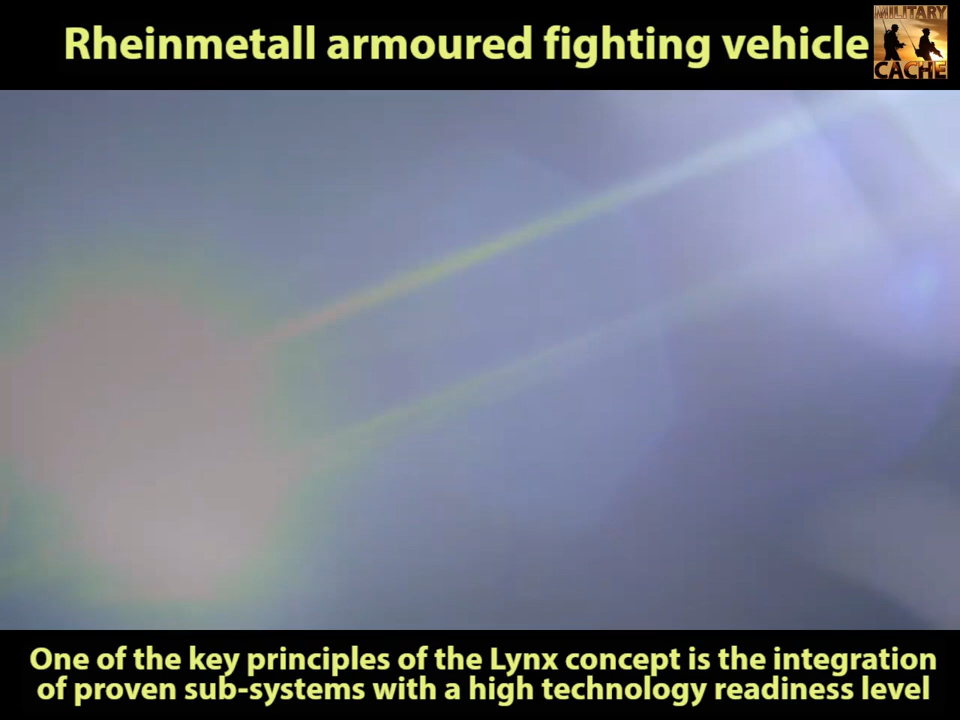 Rheinmetall armoured fighting vehicle
MILITARY
CACHE
One of the key principles of the Lynx concept is the integration
of proven sub-systems with a high technology readiness level